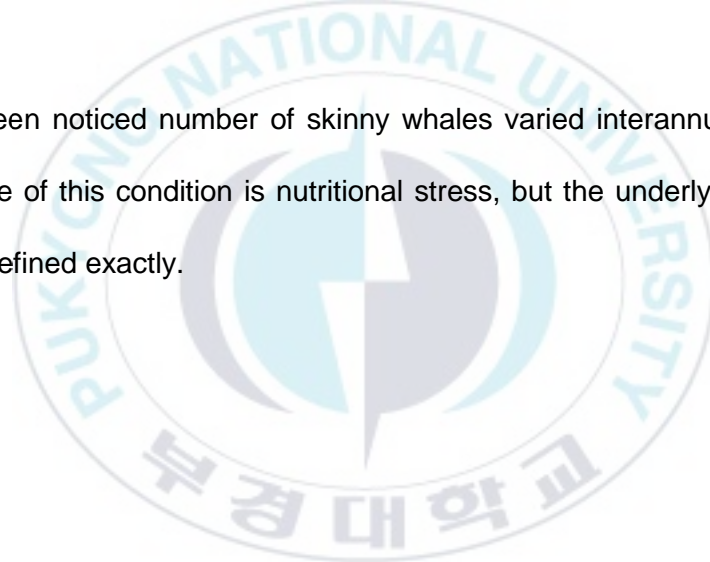 een noticed number of skinny whales varied interannu
e of this condition is nutritional stress, but the underly
efined exactly.
PUKYONG NATIONAL UNIVERSITY
부경대학교